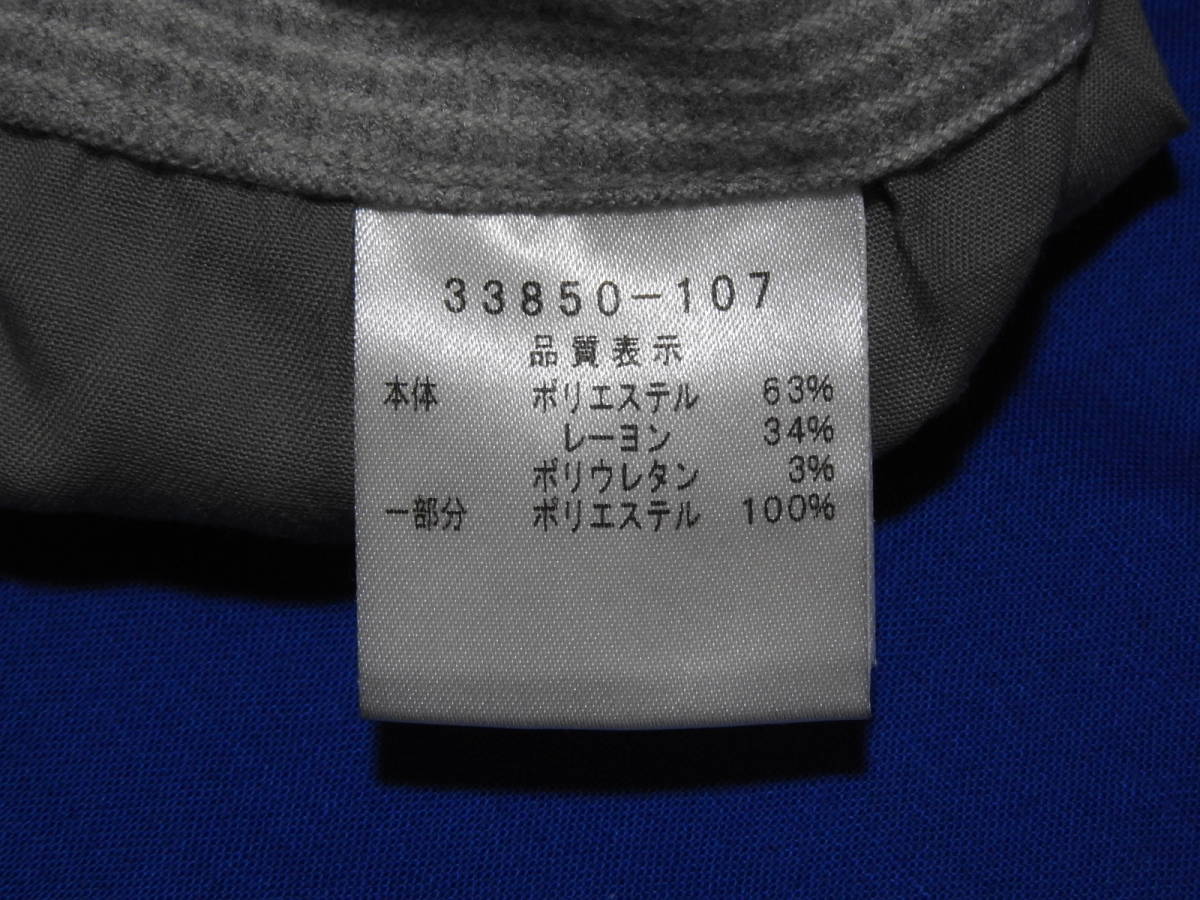 33850-107
品質表示
本体 ポリエステル 63%
レーヨン 34%
ポリウレタン 3%
一部分 ポリエステル 100%